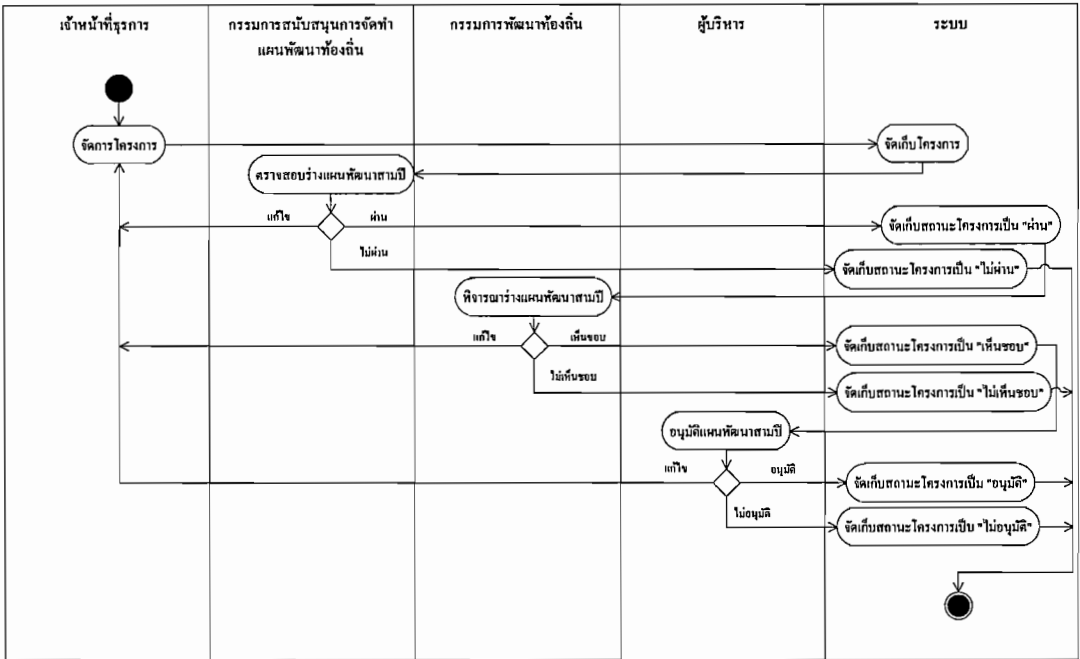 เจ้าหน้าที่ธุรการ
กรรมการสนับสนุนการจัดทำ
แผนพัฒนาท้องถิ่น
กรรมการพัฒนาท้องถิ่น
ผู้บริหาร
ระบบ
จัดการโครงการ
จัดเก็บโครงการ
ตรวจสอบร่างแผนพัฒนาสามปี
แก้ไข
ผ่าน
จัดเก็บสถานะโครงการเป็น "ผ่าน"
ไม่ผ่าน
จัดเก็บสถานะโครงการเป็น "ไม่ผ่าน"
พิจารณาร่างแผนพัฒนาสามปี
แก้ไข
เห็นชอบ
จัดเก็บสถานะโครงการเป็น "เห็นชอบ"
ไม่เห็นชอบ
จัดเก็บสถานะโครงการเป็น "ไม่เห็นชอบ"
อนุมัติแผนพัฒนาสามปี
แก้ไข
อนุมัติ
จัดเก็บสถานะโครงการเป็น "อนุมัติ"
ไม่อนุมัติ
จัดเก็บสถานะโครงการเป็น "ไม่อนุมัติ"